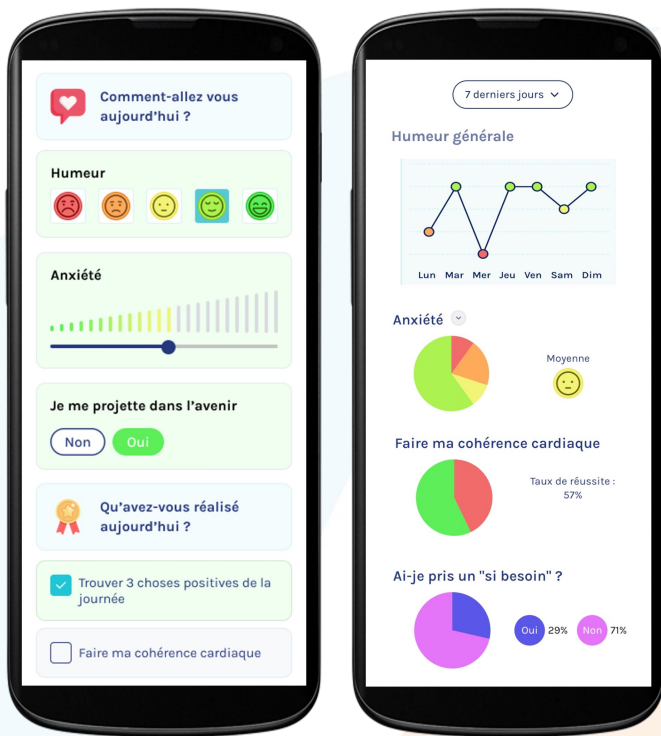 Comment-allez vous
aujourd’hui ?
Humeur
Anxiété
Je me projette dans l’avenir
Non
Oui
Qu’avez-vous réalisé
aujourd’hui ?
Trouver 3 choses positives de la
journée
Faire ma cohérence cardiaque
7 derniers jours
Humeur générale
Lun Mar Mer Jeu Ven Sam Dim
Anxiété
Moyenne
Faire ma cohérence cardiaque
Taux de réussite :
57%
Ai-je pris un "si besoin" ?
Oui 29% Non 71%